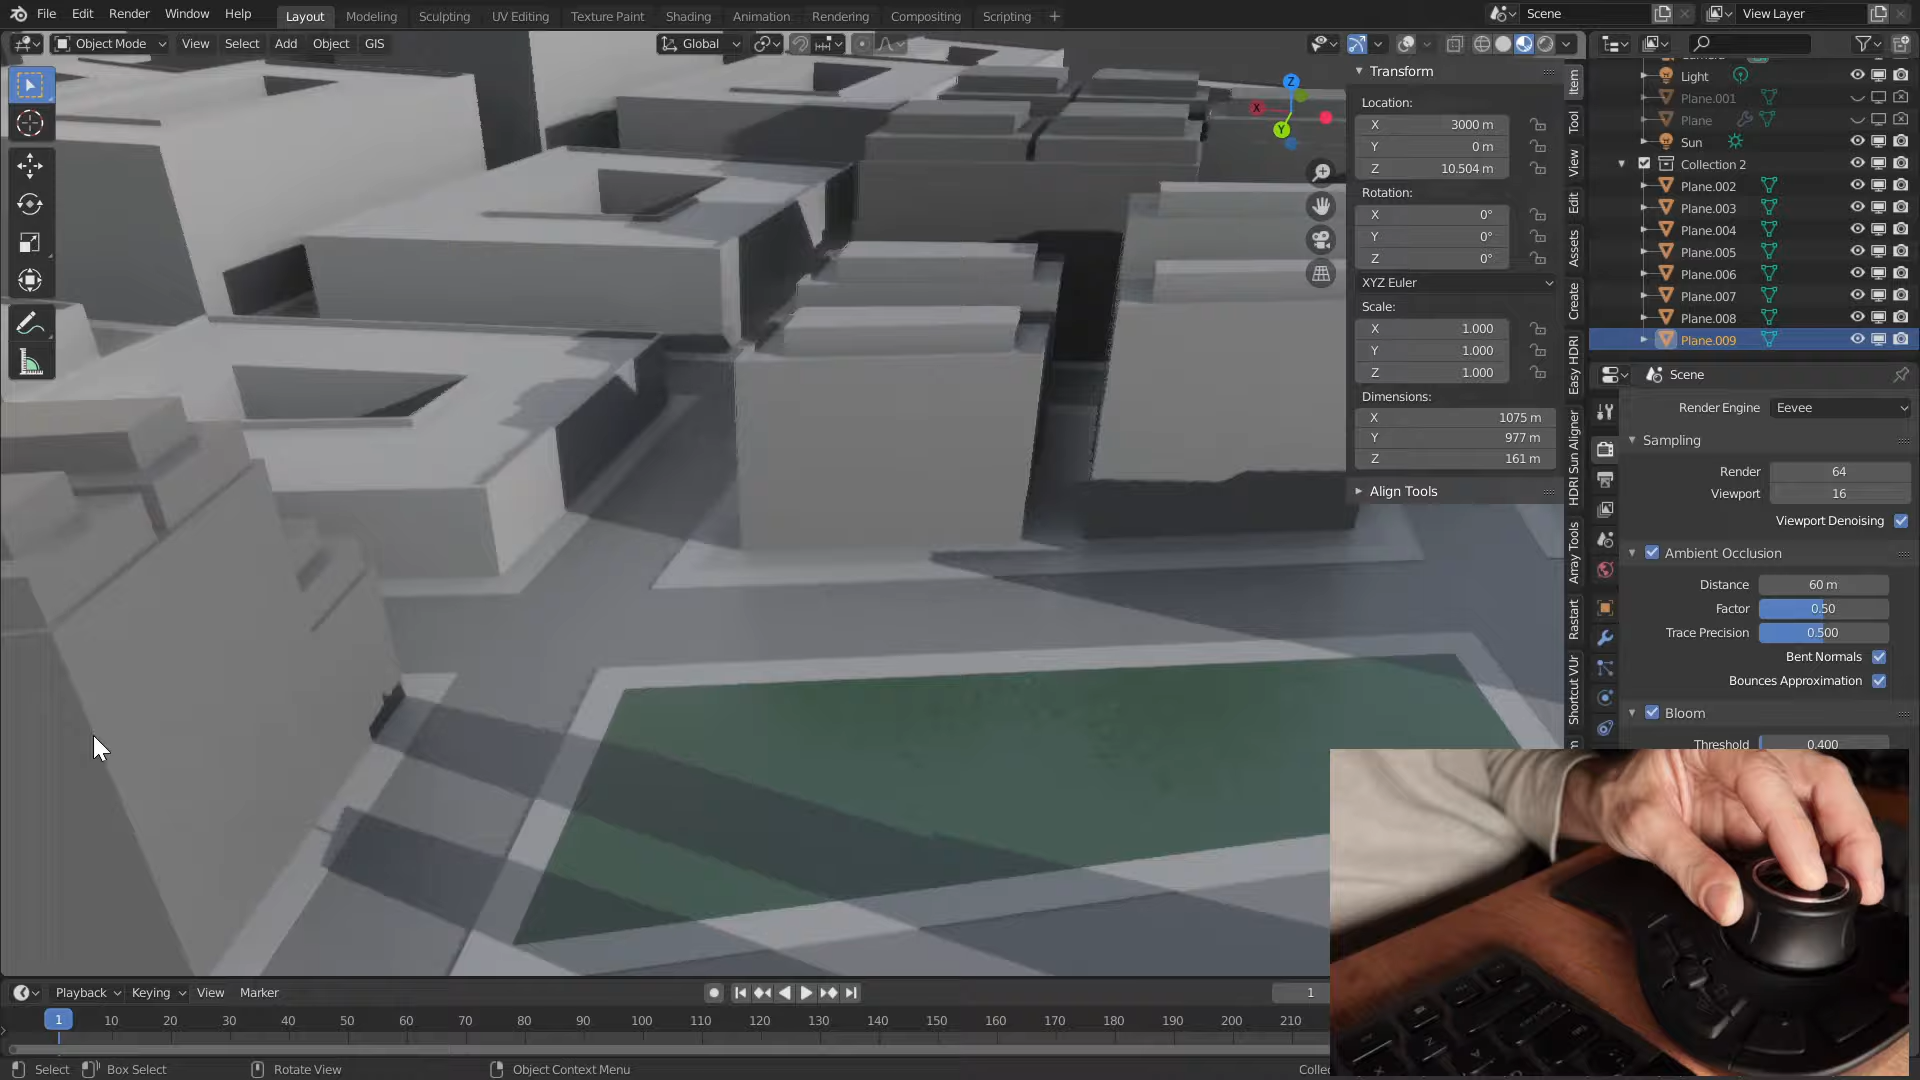 File Edit Render Window Help Layout Modeling Sculpting UV Editing Texture Paint Shading Animation Rendering Compositing Scripting + Scene View Layer
Object Mode View Select Add Object GIS Global
Transform
Location:
X 3000 m
Y 0 m
Z 10.504 m
Rotation:
X 0°
Y 0°
Z 0°
XYZ Euler
Scale:
X 1.000
Y 1.000
Z 1.000
Dimensions:
X 1075 m
Y 977 m
Z 161 m
Align Tools
Z
X
Y
Item
Tool
View
Edit
Assets
Create
Easy HDRI
HDRI Sun Aligner
Array Tools
Rastart
Shortcut VUr
Light
Plane.001
Plane
Sun
Collection 2
Plane.002
Plane.003
Plane.004
Plane.005
Plane.006
Plane.007
Plane.008
Plane.009
Scene
Render Engine Eevee
Sampling
Render 64
Viewport 16
Viewport Denoising
Ambient Occlusion
Distance 60 m
Factor 0.50
Trace Precision 0.500
Bent Normals
Bounces Approximation
Bloom
Threshold 0.400
Playback Keying View Marker 1
1 10 20 30 40 50 60 70 80 90 100 110 120 130 140 150 160 170 180 190 200 210
Select Box Select Rotate View Object Context Menu